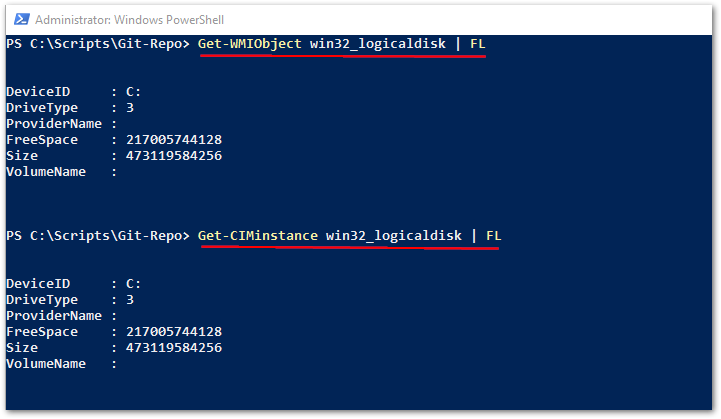 Administrator: Windows PowerShell
PS C:\Scripts\Git-Repo> Get-WMIObject win32_logicaldisk | FL
DeviceID     : C:
DriveType    : 3
ProviderName :
FreeSpace    : 217005744128
Size         : 473119584256
VolumeName   :
PS C:\Scripts\Git-Repo> Get-CIMinstance win32_logicaldisk | FL
DeviceID     : C:
DriveType    : 3
ProviderName :
FreeSpace    : 217005744128
Size         : 473119584256
VolumeName   :